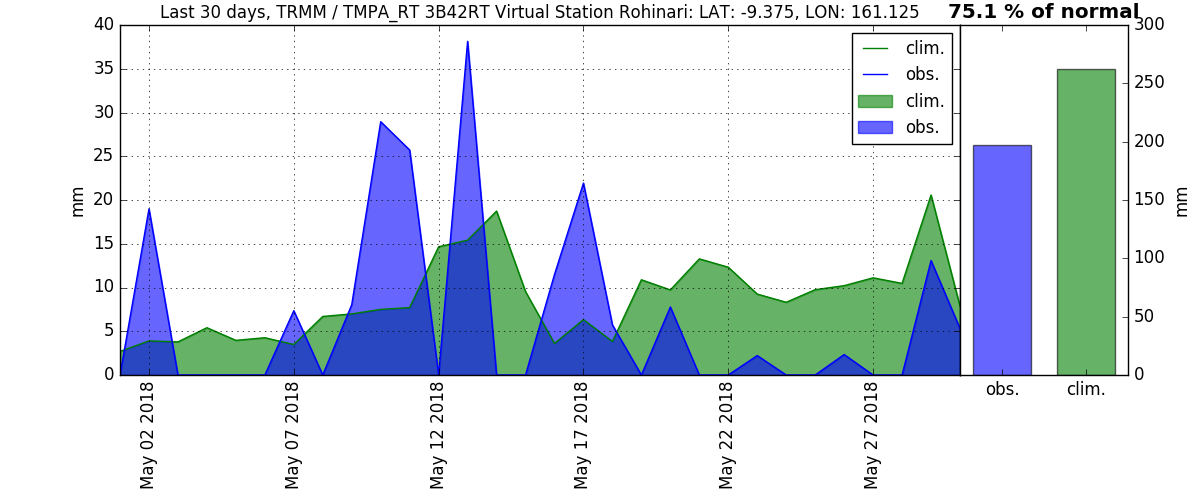 Last 30 days, TRMM / TMPA_RT 3B42RT Virtual Station Rohinari: LAT: -9.375, LON: 161.125
75.1 % of normal
40
35
30
25
20
15
10
5
0
mm
clim.
obs.
clim.
obs.
May 02 2018
May 07 2018
May 12 2018
May 17 2018
May 22 2018
May 27 2018
300
250
200
150
100
50
0
mm
obs.
clim.